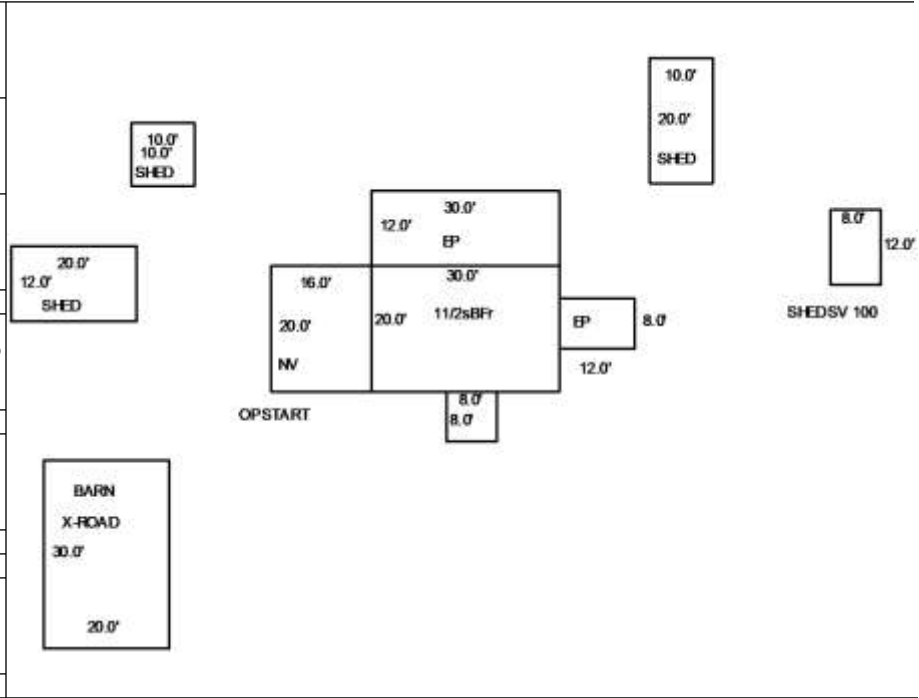 10.0'
20.0'
SHED
10.0'
10.0'
SHED
30.0'
12.0'
EP
8.0'
12.0'
SHEDSV 100
20.0'
12.0'
SHED
16.0'
20.0'
NV
30.0'
20.0'
11/2sBFr
EP
8.0'
12.0'
OPSTART
8.0'
8.0'
BARN
X-ROAD
30.0'
20.0'